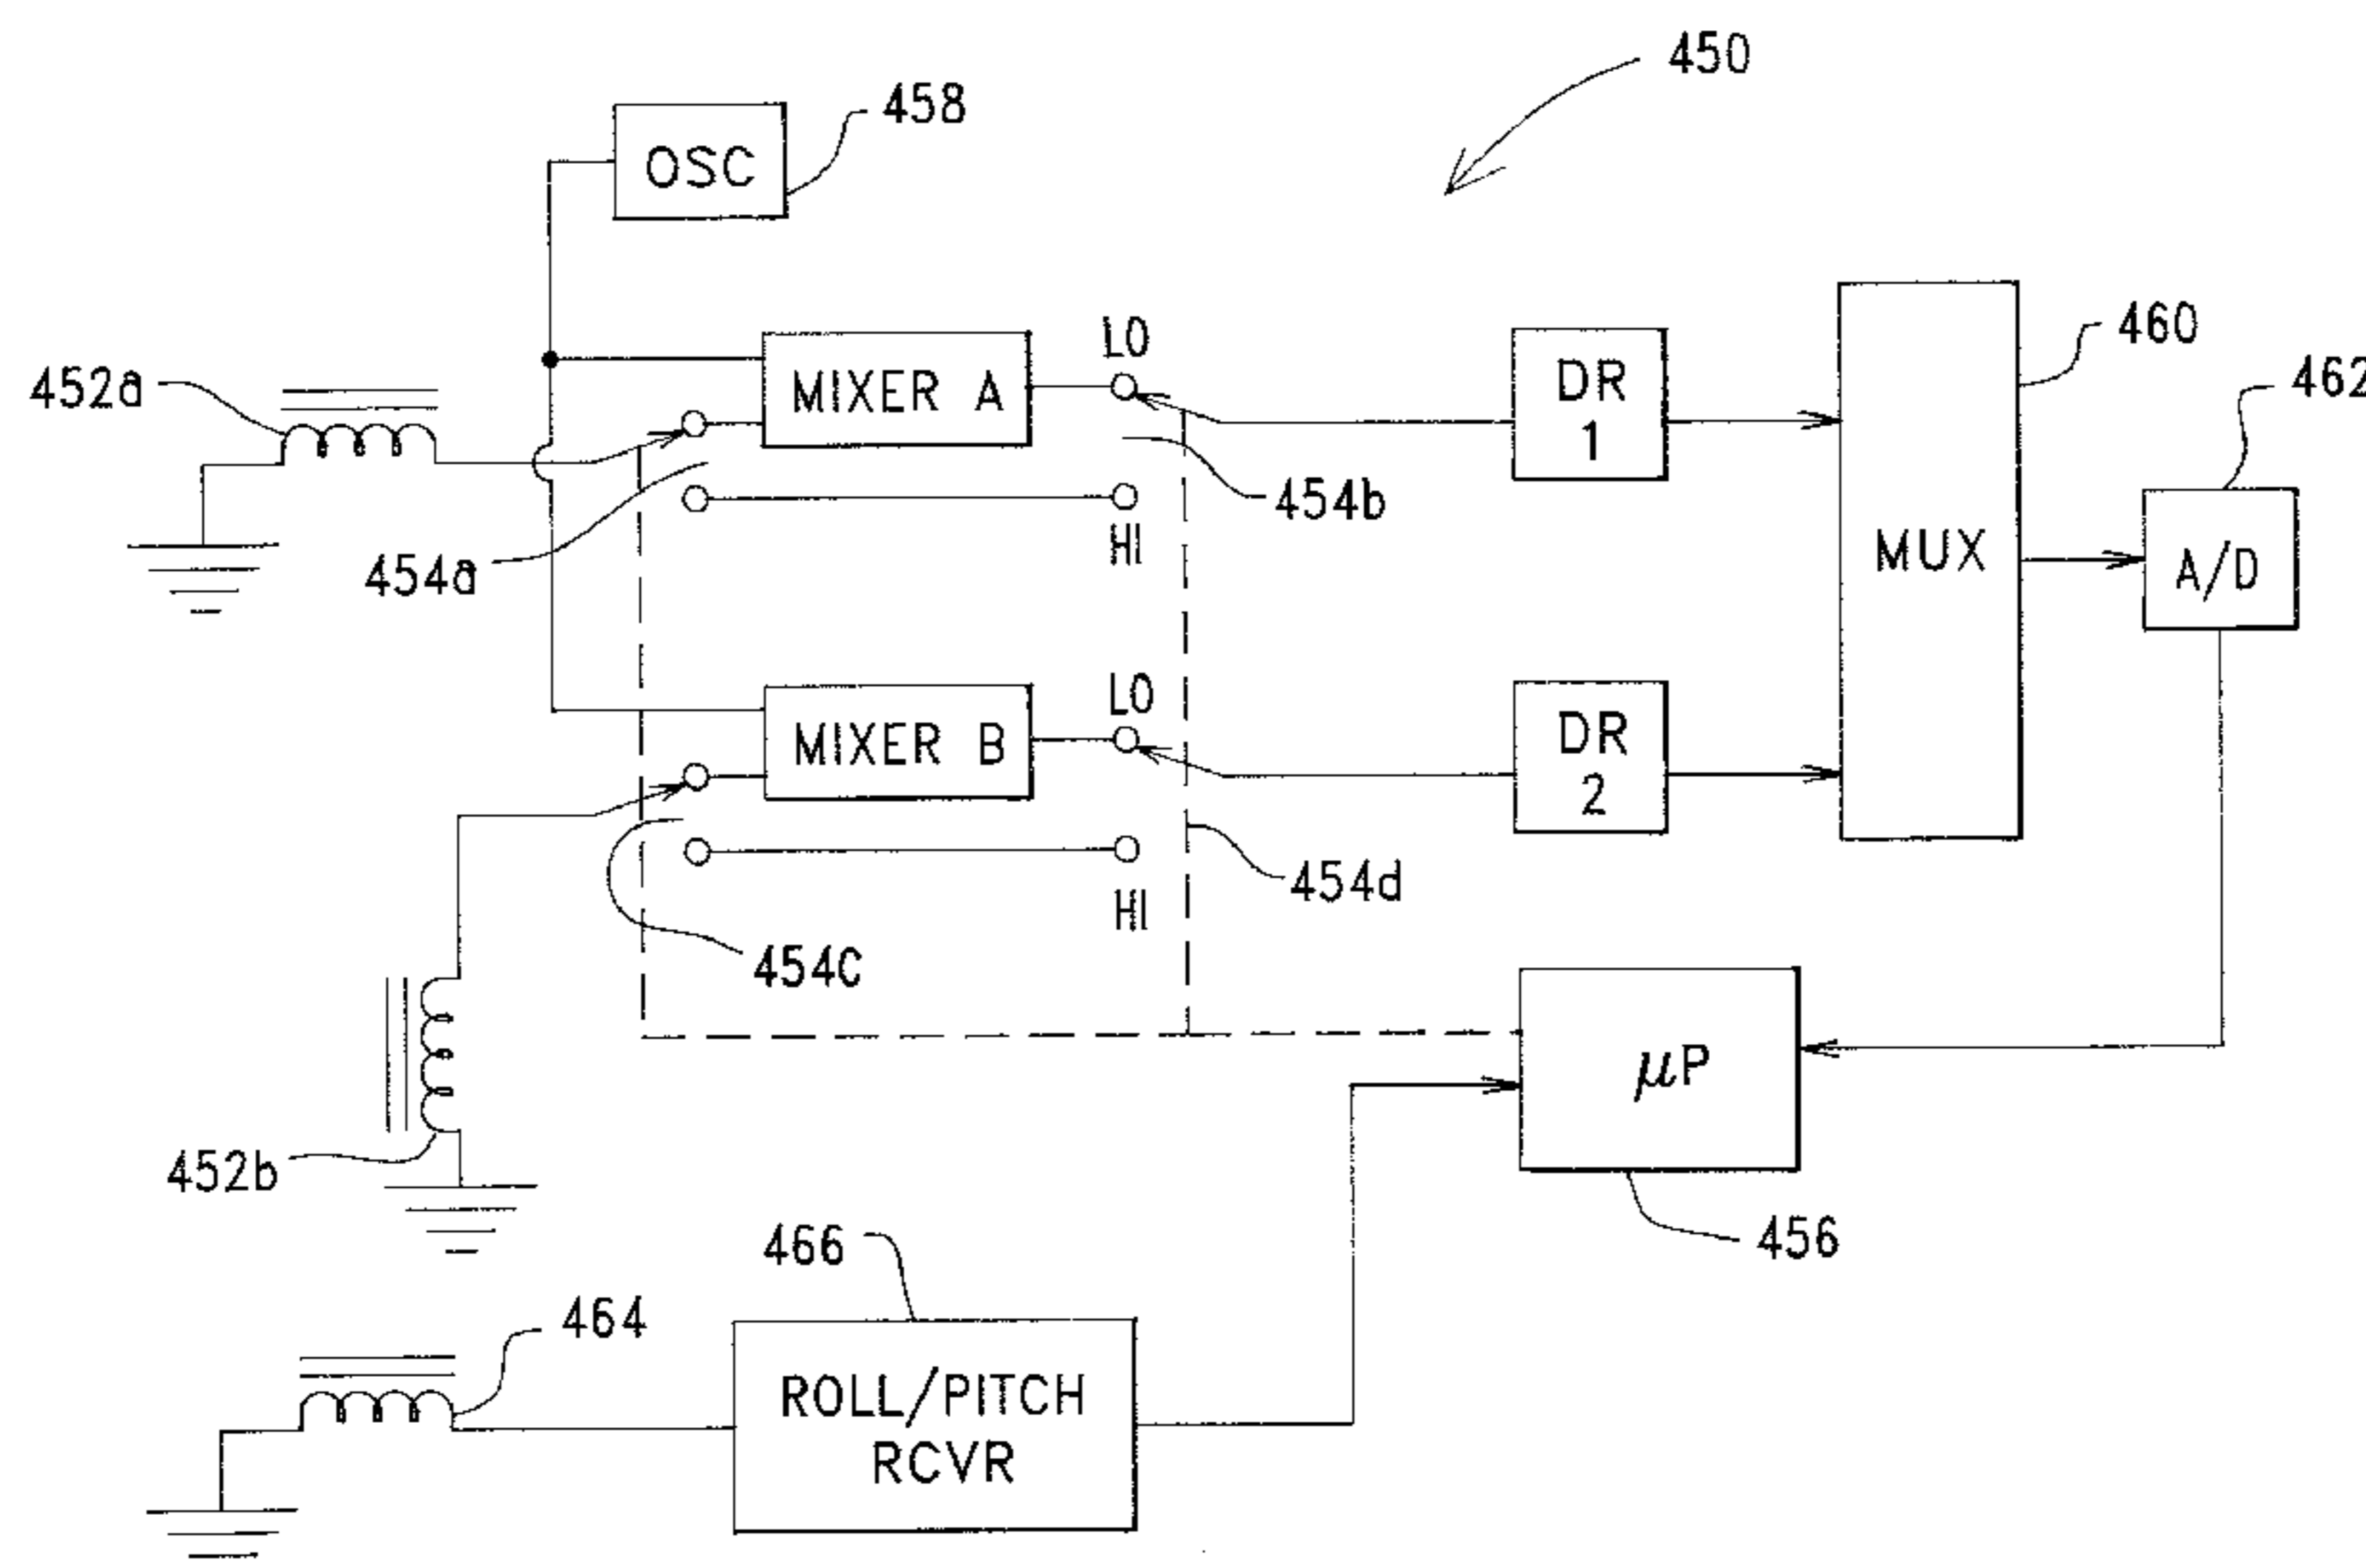 450
458
OSC
LO
460
462
452a
MIXER A
DR
1
454b
454a
HI
MUX
A/D
LO
MIXER B
DR
2
454d
HI
454c
μP
452b
456
466
464
ROLL/PITCH
RCVR